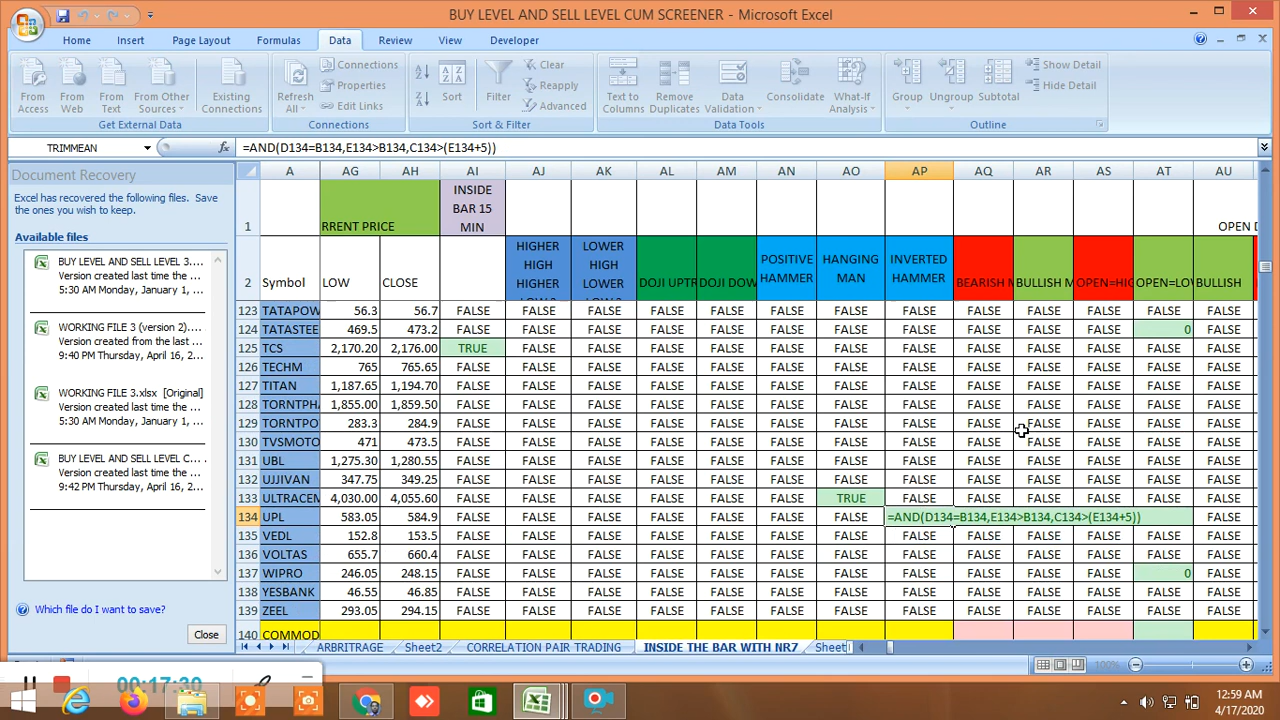 BUY LEVEL AND SELL LEVEL CUM SCREENER - Microsoft Excel
Home Insert Page Layout Formulas Data Review View Developer
From Access
From Web
From Text
From Other Sources
Existing Connections
Get External Data
Refresh All
Connections
Properties
Edit Links
Connections
Sort
Filter
Clear
Reapply
Advanced
Sort & Filter
Text to Columns
Remove Duplicates
Data Validation
Consolidate
What-If Analysis
Data Tools
Group
Ungroup
Subtotal
Show Detail
Hide Detail
Outline
TRIMMEAN fx =AND(D134=B134,E134>B134,C134>(E134+5))
Document Recovery
Excel has recovered the following files. Save the ones you wish to keep.
Available files
BUY LEVEL AND SELL LEVEL 3....
Version created last time the ...
5:30 AM Monday, January 1, ...
WORKING FILE 3 (version 2)....
Version created from the last ...
9:40 PM Thursday, April 16, ...
WORKING FILE 3.xlsx [Original]
Version created last time the ...
5:30 AM Monday, January 1, ...
BUY LEVEL AND SELL LEVEL C...
Version created last time the ...
9:42 PM Thursday, April 16, ...
Which file do I want to save?
Close
A AG AH AI AJ AK AL AM AN AO AP AQ AR AS AT AU
1 RRENT PRICE INSIDE BAR 15 MIN OPEN D
2 Symbol LOW CLOSE HIGHER HIGH HIGHER LOWER HIGH LOWER DOJI UPTR DOJI DOW POSITIVE HAMMER HANGING MAN INVERTED HAMMER BEARISH M BULLISH M OPEN=HIG OPEN=LOV BULLISH
123 TATAPOW 56.3 56.7 FALSE FALSE FALSE FALSE FALSE FALSE FALSE FALSE FALSE FALSE FALSE FALSE FALSE
124 TATASTEE 469.5 473.2 FALSE FALSE FALSE FALSE FALSE FALSE FALSE FALSE FALSE FALSE FALSE 0 FALSE
125 TCS 2,170.20 2,176.00 TRUE FALSE FALSE FALSE FALSE FALSE FALSE FALSE FALSE FALSE FALSE FALSE FALSE
126 TECHM 765 765.65 FALSE FALSE FALSE FALSE FALSE FALSE FALSE FALSE FALSE FALSE FALSE FALSE FALSE
127 TITAN 1,187.65 1,194.70 FALSE FALSE FALSE FALSE FALSE FALSE FALSE FALSE FALSE FALSE FALSE FALSE FALSE
128 TORNTPH 1,855.00 1,859.50 FALSE FALSE FALSE FALSE FALSE FALSE FALSE FALSE FALSE FALSE FALSE FALSE FALSE
129 TORNTPO 283.3 284.9 FALSE FALSE FALSE FALSE FALSE FALSE FALSE FALSE FALSE FALSE FALSE FALSE FALSE
130 TVSMOTO 471 473.5 FALSE FALSE FALSE FALSE FALSE FALSE FALSE FALSE FALSE FALSE FALSE FALSE FALSE
131 UBL 1,275.30 1,280.55 FALSE FALSE FALSE FALSE FALSE FALSE FALSE FALSE FALSE FALSE FALSE FALSE FALSE
132 UJJIVAN 347.75 349.25 FALSE FALSE FALSE FALSE FALSE FALSE FALSE FALSE FALSE FALSE FALSE FALSE FALSE
133 ULTRACEM 4,030.00 4,055.60 FALSE FALSE FALSE FALSE FALSE FALSE TRUE FALSE FALSE FALSE FALSE FALSE FALSE
134 UPL 583.05 584.9 FALSE FALSE FALSE FALSE FALSE FALSE FALSE =AND(D134=B134,E134>B134,C134>(E134+5)) FALSE
135 VEDL 152.8 153.5 FALSE FALSE FALSE FALSE FALSE FALSE FALSE FALSE FALSE FALSE FALSE FALSE FALSE
136 VOLTAS 655.7 660.4 FALSE FALSE FALSE FALSE FALSE FALSE FALSE FALSE FALSE FALSE FALSE FALSE FALSE
137 WIPRO 246.05 248.15 FALSE FALSE FALSE FALSE FALSE FALSE FALSE FALSE FALSE FALSE FALSE 0 FALSE
138 YESBANK 46.55 46.85 FALSE FALSE FALSE FALSE FALSE FALSE FALSE FALSE FALSE FALSE FALSE FALSE FALSE
139 ZEEL 293.05 294.15 FALSE FALSE FALSE FALSE FALSE FALSE FALSE FALSE FALSE FALSE FALSE FALSE FALSE
140 COMMOD
ARBRITRAGE Sheet2 CORRELATION PAIR TRADING INSIDE THE BAR WITH NR7 Sheet
100%
00:17:30
12:59 AM
4/17/2020